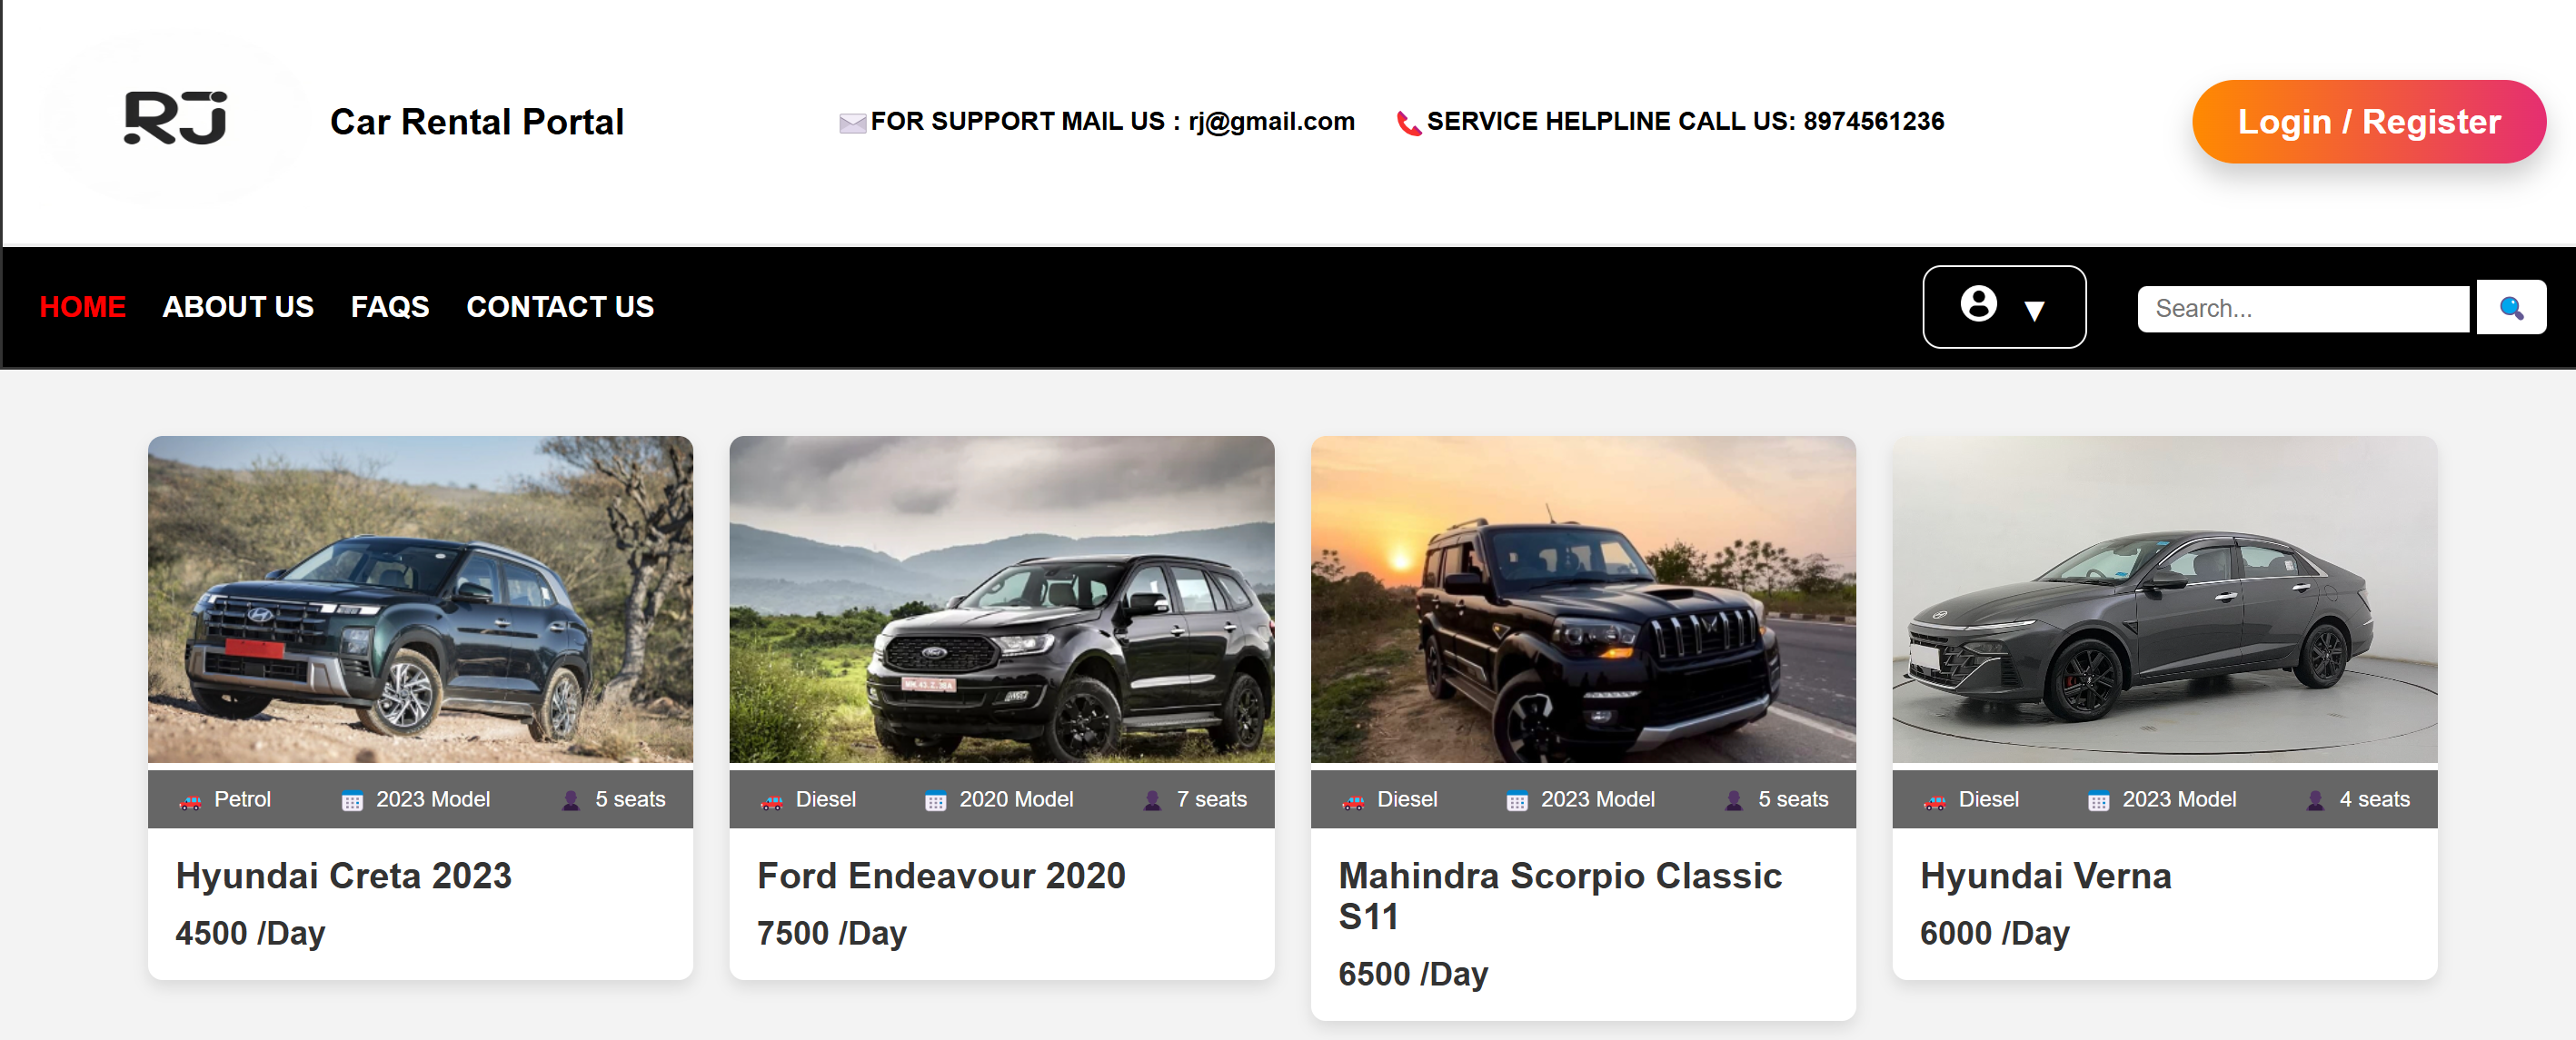 RJ
Car Rental Portal
FOR SUPPORT MAIL US : rj@gmail.com
SERVICE HELPLINE CALL US: 8974561236
Login / Register
HOME
ABOUT US
FAQS
CONTACT US
Search...
Petrol
2023 Model
5 seats
Hyundai Creta 2023
4500 /Day
Ford
Diesel
2020 Model
7 seats
Ford Endeavour 2020
7500 /Day
Diesel
2023 Model
5 seats
Mahindra Scorpio Classic
S11
6500 /Day
Diesel
2023 Model
4 seats
Hyundai Verna
6000 /Day